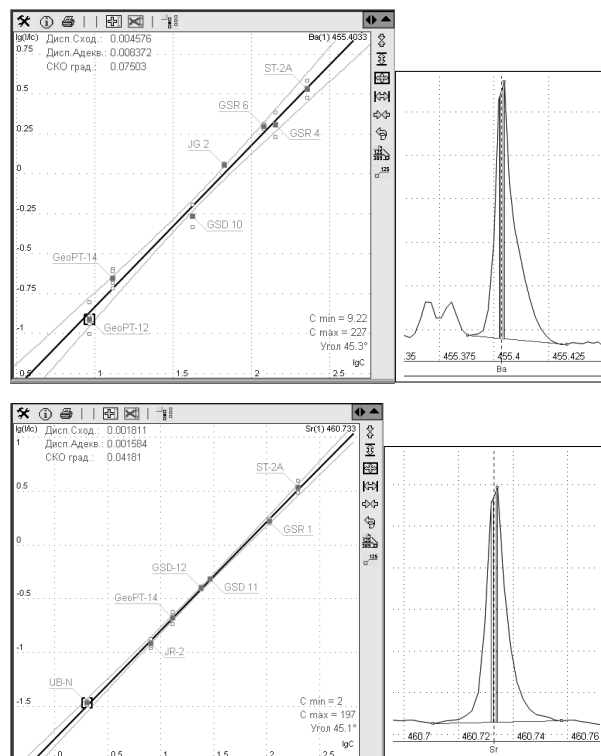 lg(I/Ic) Дисп.Сход.: 0.004576 Ba(1) 455.4033
Дисп.Адекв.: 0.008372
СКО град.: 0.07503
0.75
0.5
0.25
0
-0.25
-0.5
-0.75
-1
ST-2A
GSR 6
GSR 4
JG 2
GSD 10
GeoPT-14
GeoPT-12
C min = 9.22
C max = 227
Угол 45.3°
lgC
0.5 1 1.5 2 2.5
.35 455.375 455.4 455.425
Ba
lg(I/Ic) Дисп.Сход.: 0.001811 Sr(1) 460.733
Дисп.Адекв.: 0.001584
СКО град.: 0.04181
1
0.5
0
-0.5
-1
-1.5
ST-2A
GSR 1
GSD-12
GSD 11
GeoPT-14
JR-2
UB-N
C min = 2
C max = 197
Угол 45.1°
lgC
0 0.5 1 1.5 2 2.5
460.7 460.72 460.74 460.76
Sr